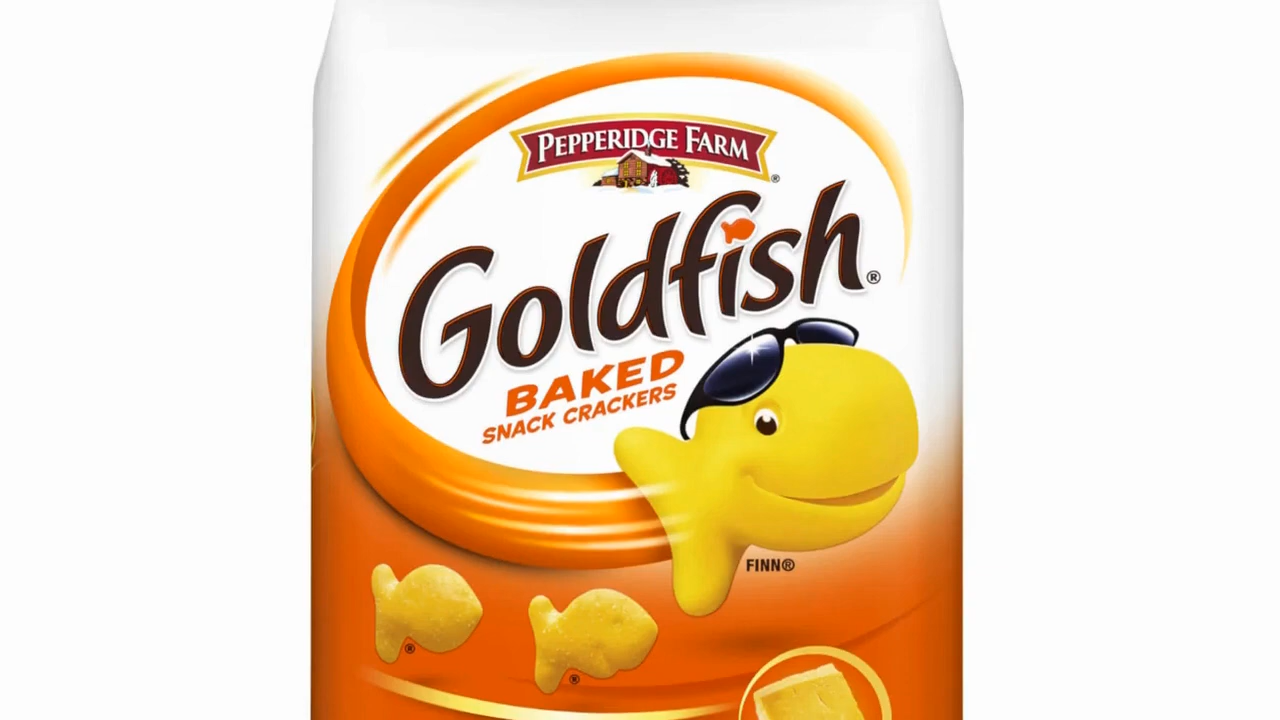 PEPPERIDGE FARM®
Goldfish®
BAKED
SNACK CRACKERS
FINN®
®
®